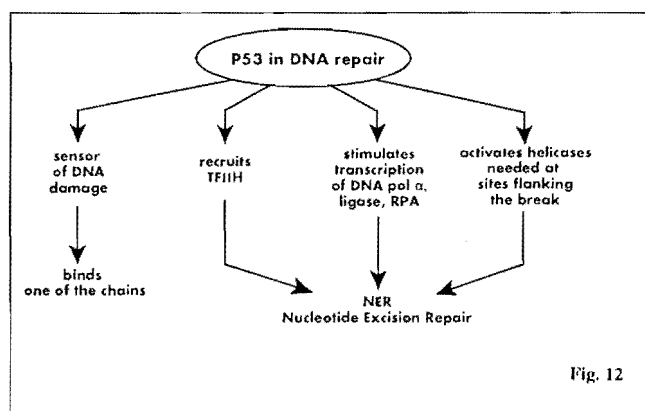 P53 in DNA repair
sensor
of DNA
damage
recruits
TFIIH
stimulates
transcription
of DNA pol α,
ligase, RPA
activates helicases
needed at
sites flanking
the break
binds
one of the chains
NER
Nucleotide Excision Repair
Fig. 12